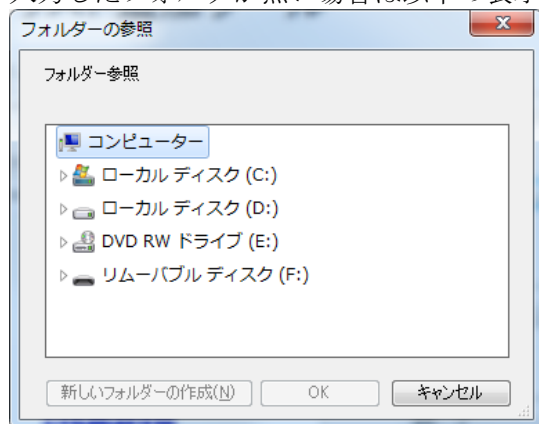 フォルダーの参照
フォルダー参照
コンピューター
ローカル ディスク (C:)
ローカル ディスク (D:)
DVD RW ドライブ (E:)
リムーバブル ディスク (F:)
新しいフォルダーの作成(N)
OK
キャンセル